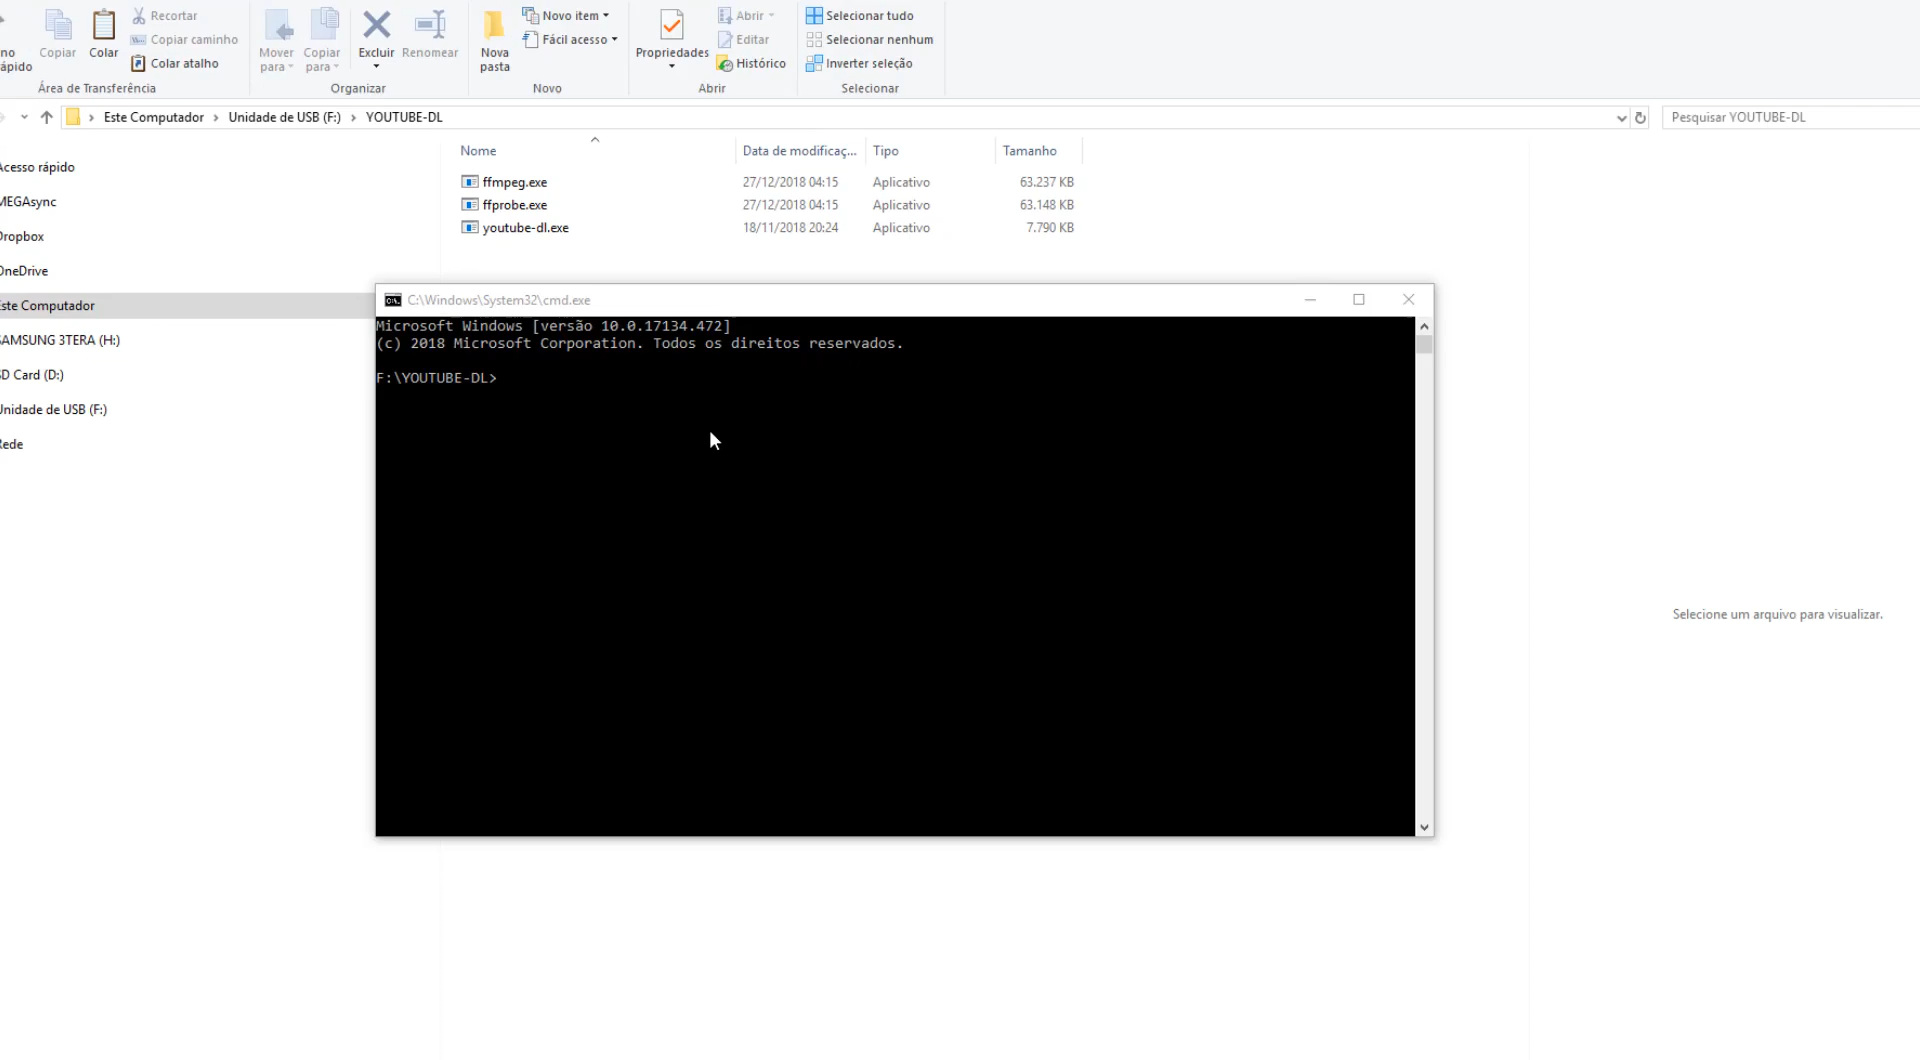 Recortar
Novo item
Abrir
Selecionar tudo
Copiar caminho
Fácil acesso
Editar
Selecionar nenhum
no
ápido
Copiar
Colar
Colar atalho
Mover
para
Copiar
para
Excluir
Renomear
Nova
pasta
Propriedades
Histórico
Inverter seleção
Área de Transferência
Organizar
Novo
Abrir
Selecionar
Este Computador > Unidade de USB (F:) > YOUTUBE-DL
Pesquisar YOUTUBE-DL
Nome
Data de modificaç...
Tipo
Tamanho
ffmpeg.exe 27/12/2018 04:15 Aplicativo 63.237 KB
ffprobe.exe 27/12/2018 04:15 Aplicativo 63.148 KB
youtube-dl.exe 18/11/2018 20:24 Aplicativo 7.790 KB
Acesso rápido
MEGAsync
Dropbox
OneDrive
Este Computador
SAMSUNG 3TERA (H:)
SD Card (D:)
Unidade de USB (F:)
Rede
C:\Windows\System32\cmd.exe
Microsoft Windows [versão 10.0.17134.472]
(c) 2018 Microsoft Corporation. Todos os direitos reservados.
F:\YOUTUBE-DL>
Selecione um arquivo para visualizar.